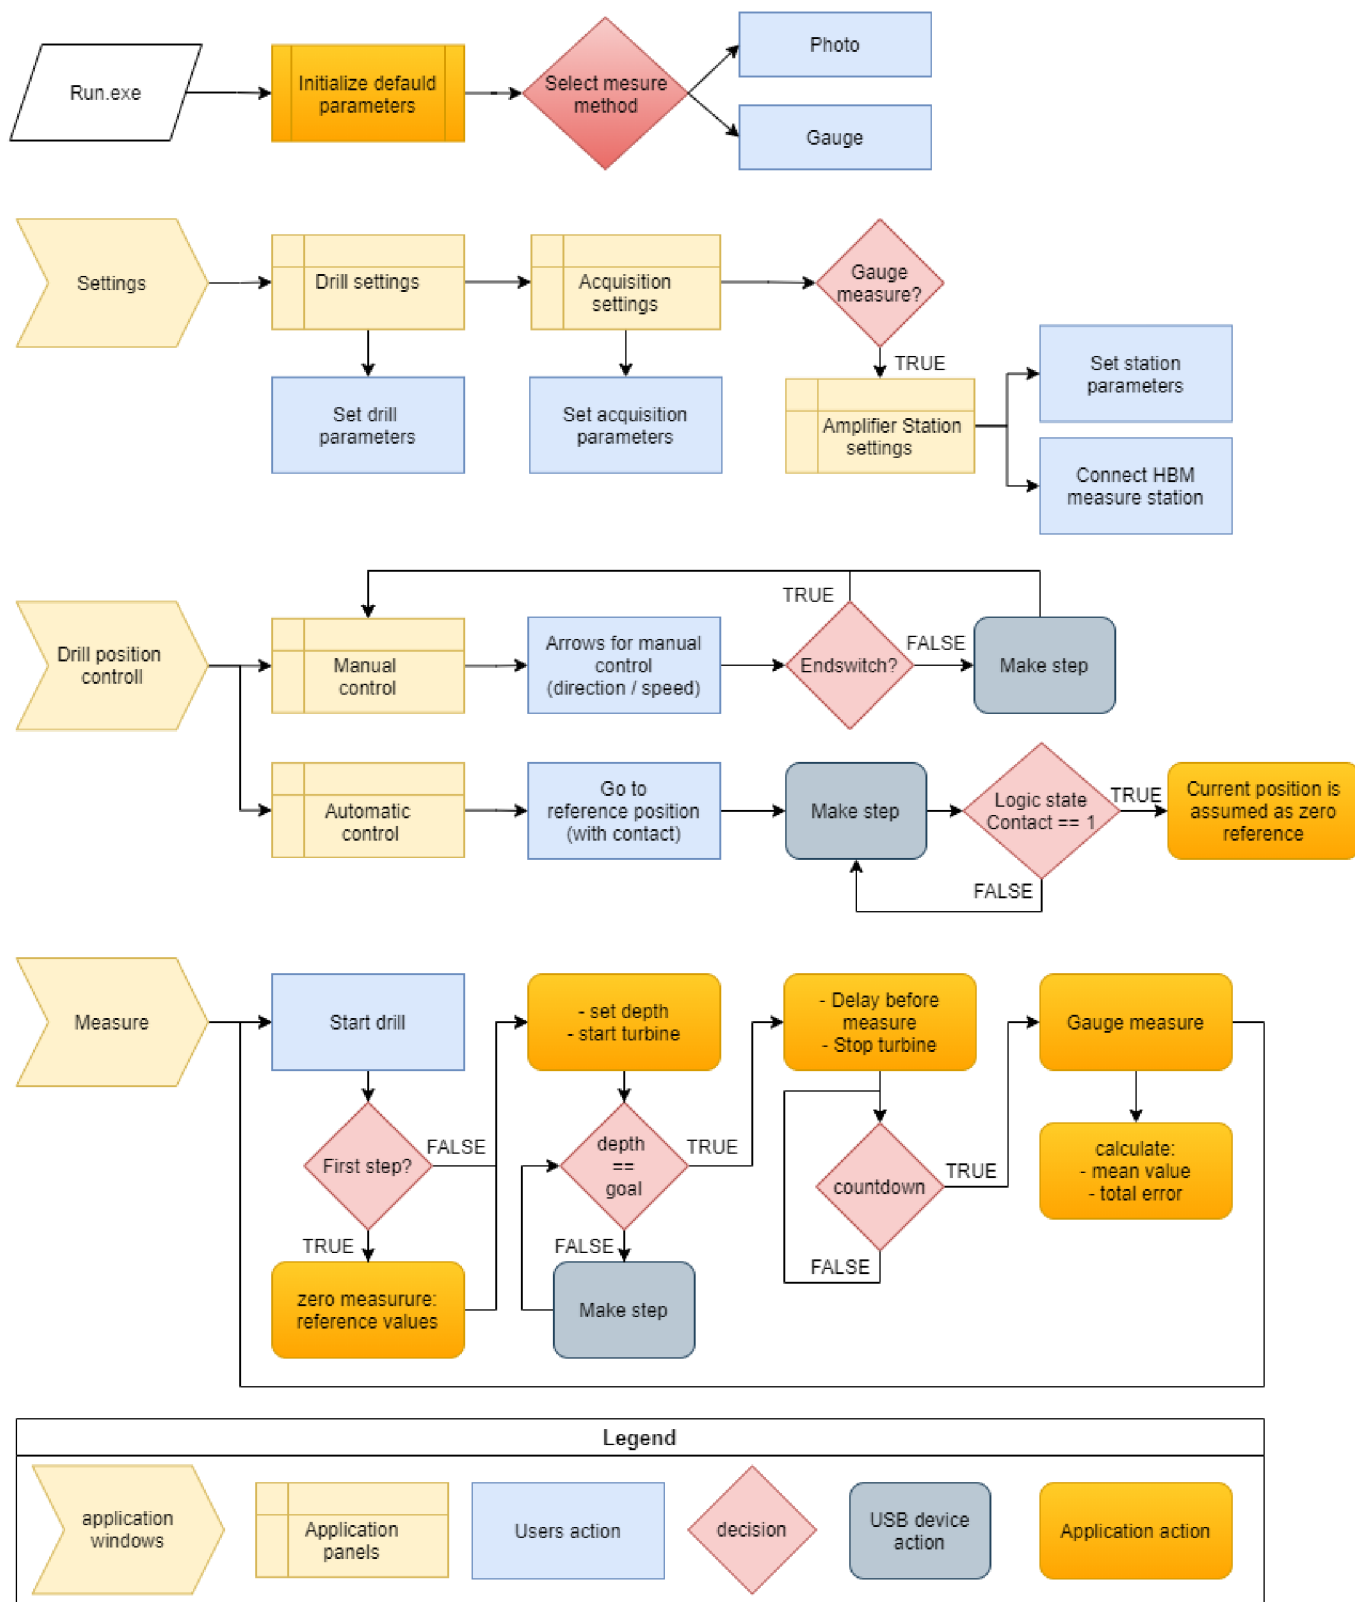 Run.exe
Initialize defauld
parameters
Select mesure
method
Photo
Gauge
Settings
Drill settings
Acquisition
settings
Gauge
measure?
TRUE
Set drill
parameters
Set acquisition
parameters
Amplifier Station
settings
Set station
parameters
Connect HBM
measure station
Drill position
controll
Manual
control
Arrows for manual
control
(direction / speed)
TRUE
Endswitch?
FALSE
Make step
Automatic
control
Go to
reference position
(with contact)
Make step
Logic state
Contact == 1
TRUE
FALSE
Current position is
assumed as zero
reference
Measure
Start drill
First step?
FALSE
TRUE
zero measurure:
reference values
- set depth
- start turbine
depth
==
goal
TRUE
FALSE
Make step
- Delay before
measure
- Stop turbine
countdown
TRUE
FALSE
Gauge measure
calculate:
- mean value
- total error
Legend
application
windows
Application
panels
Users action
decision
USB device
action
Application action